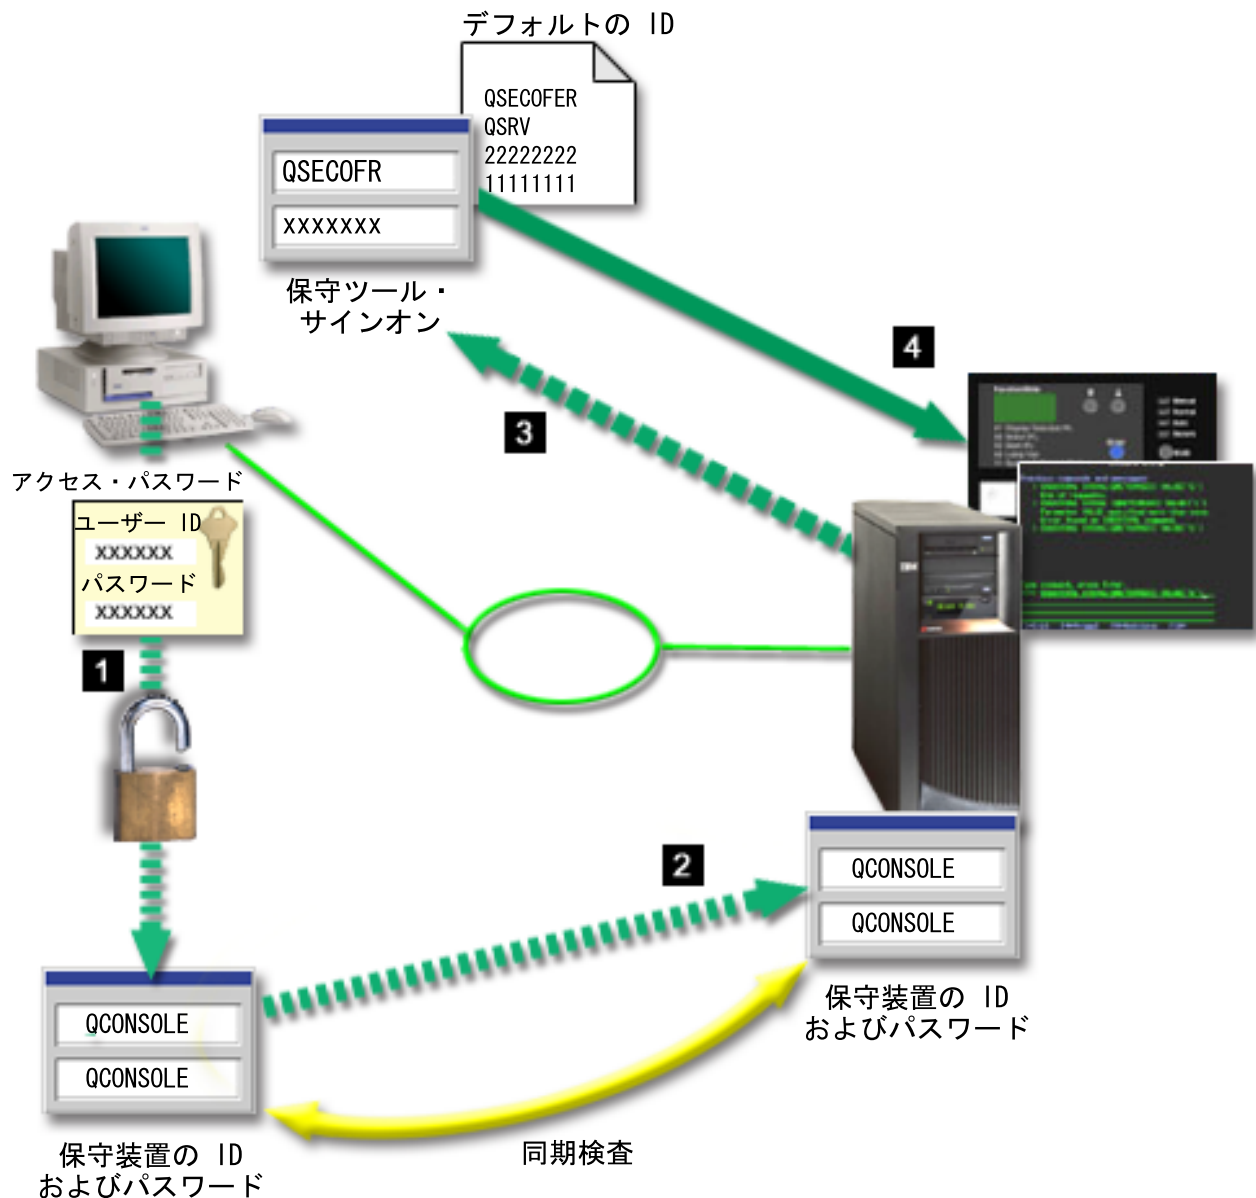 デフォルトの ID
QSECOFER
QSRV
22222222
11111111
QSECOFR
XXXXXXX
保守ツール・
サインオン
4
3
アクセス・パスワード
ユーザー ID
XXXXXX
パスワード
XXXXXX
1
2
QCONSOLE
QCONSOLE
保守装置の ID
およびパスワード
QCONSOLE
QCONSOLE
保守装置の ID
およびパスワード
同期検査